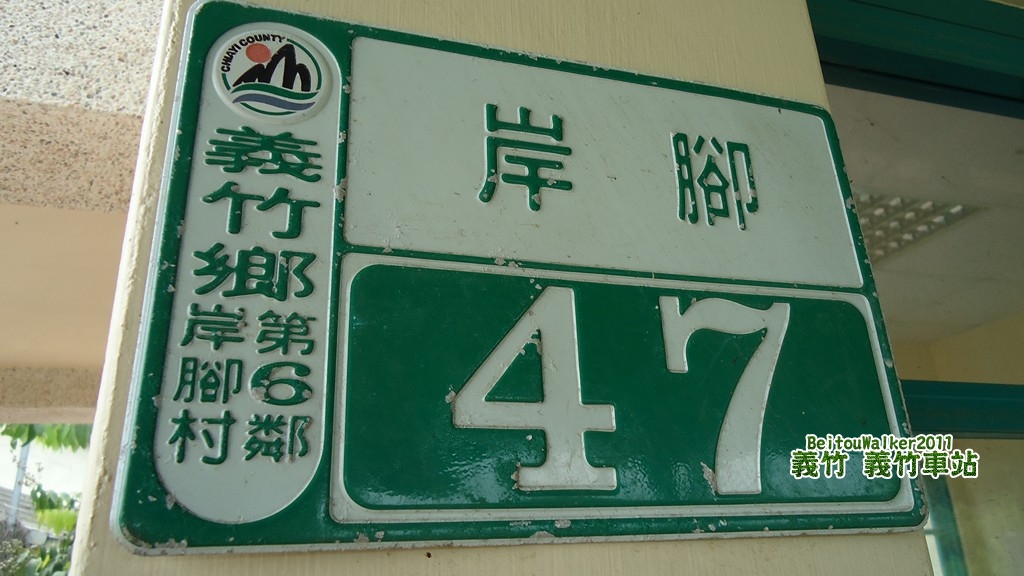 CHIAYI COUNTY
義竹鄉
第6鄰
岸腳村
岸腳
47
BeitouWalker2011
義竹 義竹車站